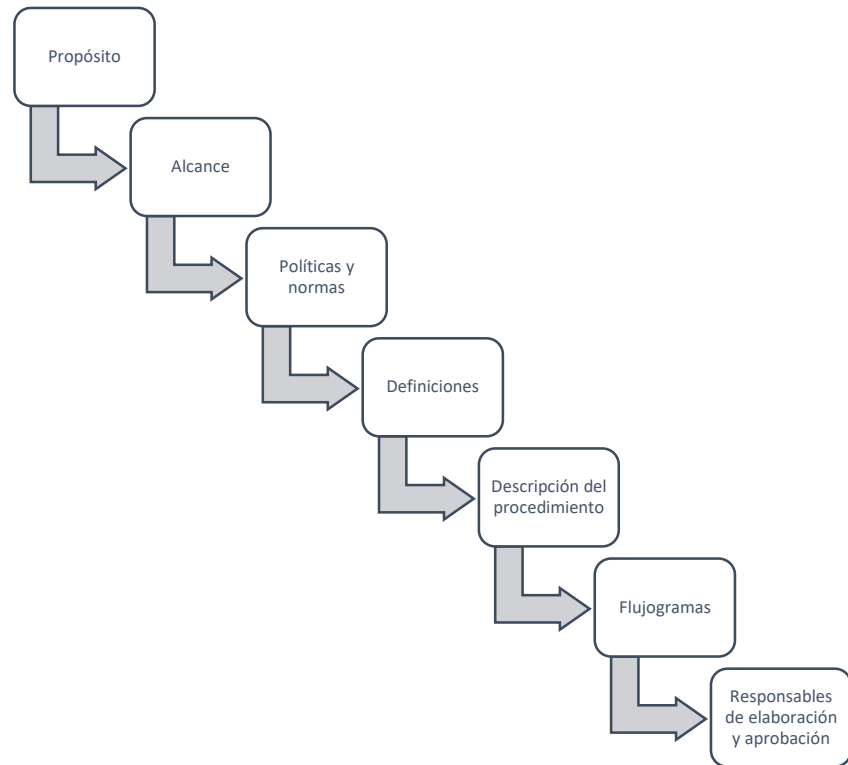 Propósito
Alcance
Políticas y
normas
Definiciones
Descripción del
procedimiento
Flujogramas
Responsables
de elaboración
y aprobación